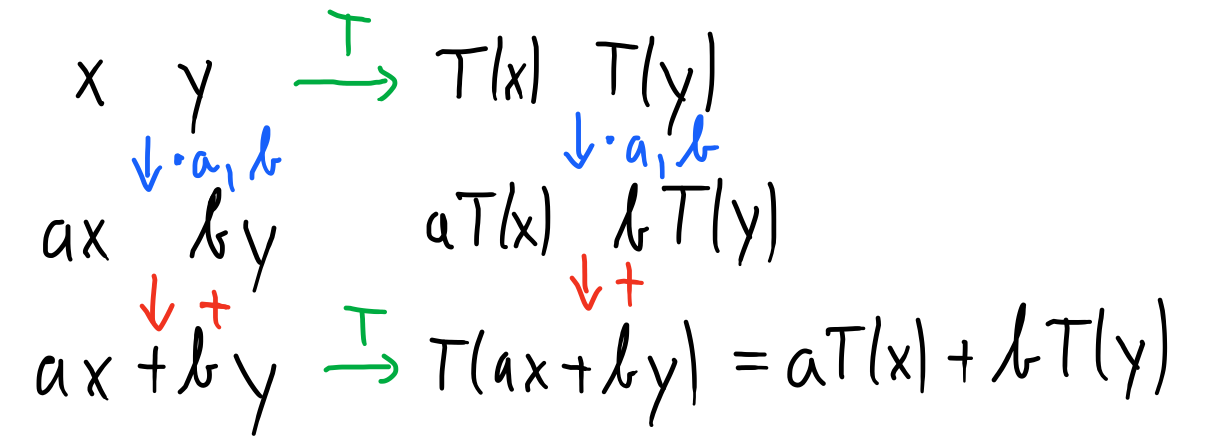 T
x y → T(x) T(y)
↓ · a, b ↓ · a, b
ax by aT(x) bT(y)
↓ + ↓ +
T
ax + by → T(ax + by) = aT(x) + bT(y)